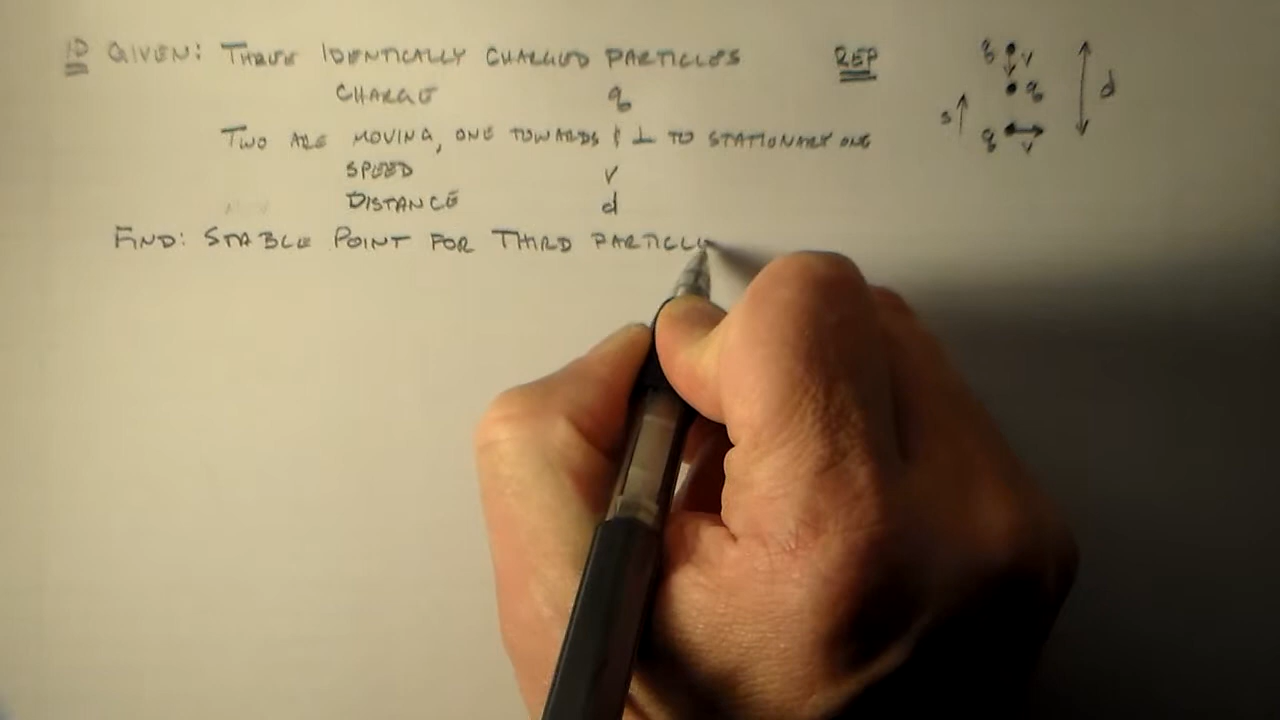 ID GIVEN: THREE IDENTICALLY CHARGED PARTICLES REP
CHARGE q
TWO ARE MOVING, ONE TOWARDS & ⊥ TO STATIONARY ONE
SPEED v
DISTANCE d
FIND: STABLE POINT FOR THIRD PARTICLE
q v
q d
s
q v